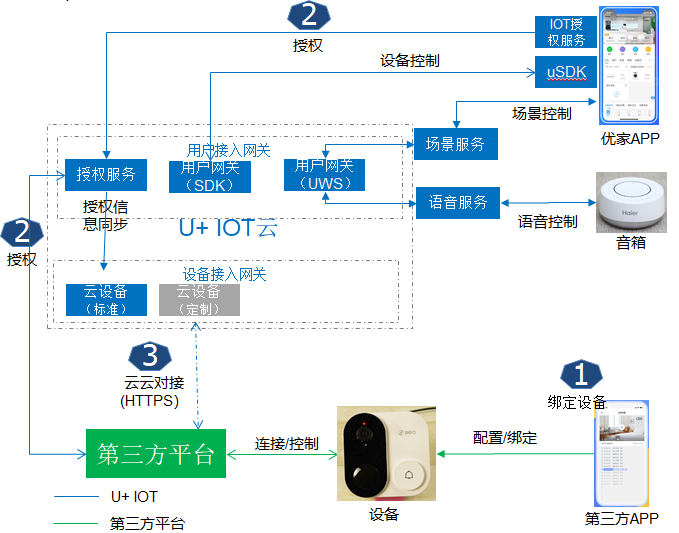 2
授权
IOT授
权服务
设备控制
uSDK
场景控制
优家APP
用户接入网关
授权服务
用户网关
（SDK）
用户网关
（UWS）
场景服务
语音服务
语音控制
Haier
音箱
授权信
息同步
U+ IOT云
2
授权
设备接入网关
云设备
（标准）
云设备
（定制）
3
云云对接
(HTTPS)
1
绑定设备
第三方平台
连接/控制
配置/绑定
设备
第三方APP
U+ IOT
第三方平台